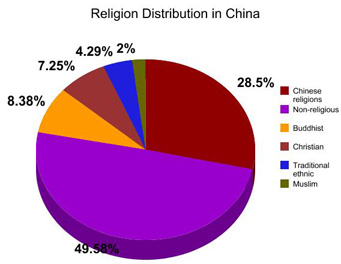 Religion Distribution in China
4.29%
2%
7.25%
8.38%
28.5%
49.58%
Chinese
religions
Non-religious
Buddhist
Christian
Traditional
ethnic
Muslim